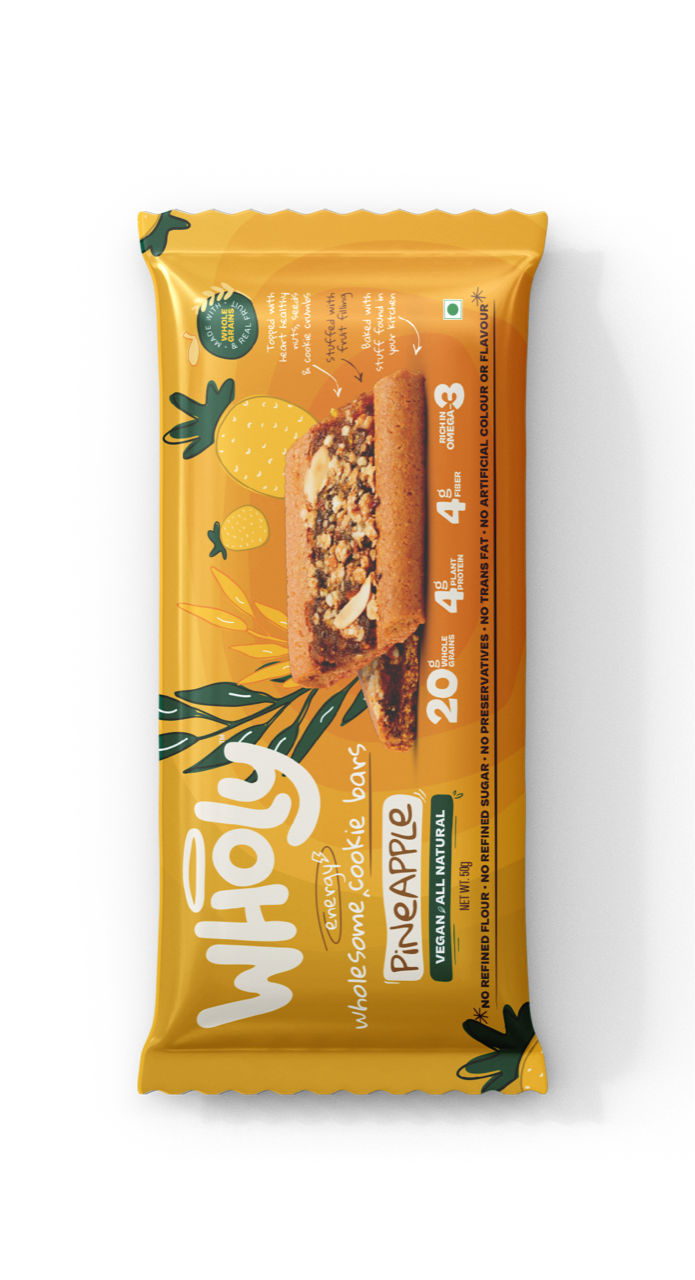 WHOLY
™
wholesome cookie bars
energy
PiNeAPPLe
VEGAN ALL NATURAL
NET WT. 50g
20g WHOLE GRAINS
4g PLANT PROTEIN
4g FIBER
RICH IN OMEGA-3
MADE WITH
WHOLE
GRAINS
& REAL FRUIT
Topped with
heart healthy
nuts, seeds
& cookie crumbs
stuffed with
fruit filling
Baked with
stuff found in
your kitchen
*NO REFINED FLOUR • NO REFINED SUGAR • NO PRESERVATIVES • NO TRANS FAT • NO ARTIFICIAL COLOUR OR FLAVOUR*